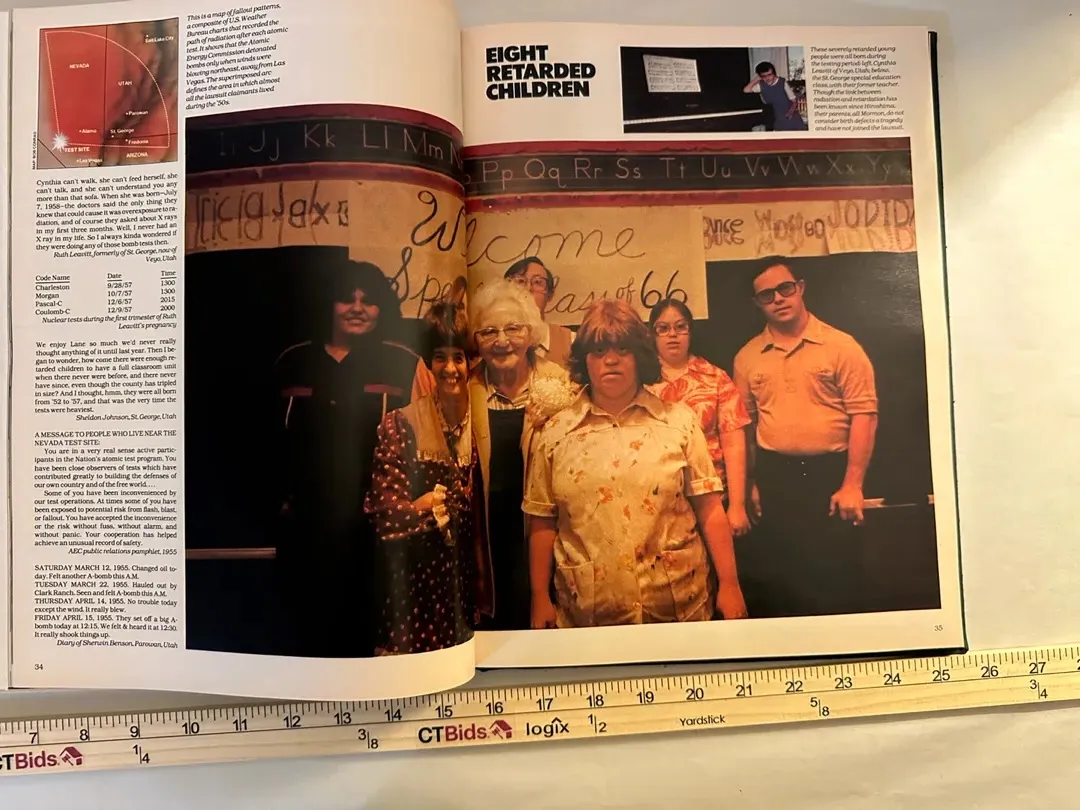 This is a map of fallout patterns,
a composite of U.S. Weather
Bureau charts that recorded the
path of radiation after each atomic
test. It shows that the Atomic
Energy Commission detonated
bombs only when winds were
blowing northeast, away from Las
Vegas. The superimposed arc
defines the area in which almost
all the lawsuit claimants lived
during the '50s.
Salt Lake City
NEVADA
UTAH
Parowan
Alamo
St. George
Fredonia
TEST SITE
ARIZONA
Las Vegas
Cynthia can't walk, she can't feed herself, she
can't talk, and she can't understand you any
more than that sofa. When she was born—July
7, 1958—the doctors said the only thing they
knew that could cause it was overexposure to ra-
diation, and of course they asked about X rays
in my first three months. Well, I never had an
X ray in my life. So I always kinda wondered if
they were doing any of those bomb tests then.
Ruth Leavitt, formerly of St. George, now of
Veyo, Utah
Code Name Date Time
Charleston 9/28/57 1300
Morgan 10/7/57 1300
Pascal-C 12/6/57 2015
Coulomb-C 12/9/57 2000
Nuclear tests during the first trimester of Ruth
Leavitt's pregnancy
We enjoy Lane so much we'd never really
thought anything of it until last year. Then I be-
gan to wonder, how come there were enough re-
tarded children to have a full classroom unit
when there never were before, and there never
have since, even though the county has tripled
in size? And I thought, hmm, they were all born
from '52 to '57, and that was the very time the
tests were heaviest.
Sheldon Johnson, St. George, Utah
A MESSAGE TO PEOPLE WHO LIVE NEAR THE
NEVADA TEST SITE:
You are in a very real sense active partic-
ipants in the Nation's atomic test program. You
have been close observers of tests which have
contributed greatly to building the defenses of
our own country and of the free world....
Some of you have been inconvenienced by
our test operations. At times some of you have
been exposed to potential risk from flash, blast,
or fallout. You have accepted the inconvenience
or the risk without fuss, without alarm, and
without panic. Your cooperation has helped
achieve an unusual record of safety.
AEC public relations pamphlet, 1955
SATURDAY MARCH 12, 1955. Changed oil to-
day. Felt another A-bomb this A.M.
TUESDAY MARCH 22, 1955. Hauled out by
Clark Ranch. Seen and felt A-bomb this A.M.
THURSDAY APRIL 14, 1955. No trouble today
except the wind. It really blew.
FRIDAY APRIL 15, 1955. They set off a big A-
bomb today at 12:15. We felt & heard it at 12:30.
It really shook things up.
Diary of Sherwin Benson, Parowan, Utah
34
EIGHT
RETARDED
CHILDREN
These severely retarded young
people were all born during
the testing period: left, Cynthia
Leavitt of Veyo, Utah; below,
the St. George special education
class, with their former teacher.
Though the link between
radiation and retardation has
been known since Hiroshima,
their parents, all Mormon, do not
consider birth defects a tragedy
and have not joined the lawsuit.
Jj Kk Ll Mm N
Pp Qq Rr Ss Tt Uu Vv Ww Xx Yy
Welcome
Class of 66
35
7 8 9 10 11 12 13 14 15 16 17 18 19 20 21 22 23 24 25 26 27
1/4 3/8 1/2 5/8 3/4
CTBids
CTBids logix Yardstick